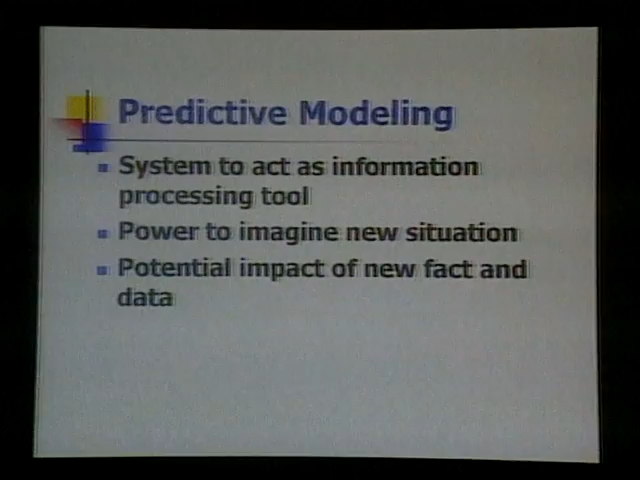 Predictive Modeling
System to act as information
processing tool
Power to imagine new situation
Potential impact of new fact and
data